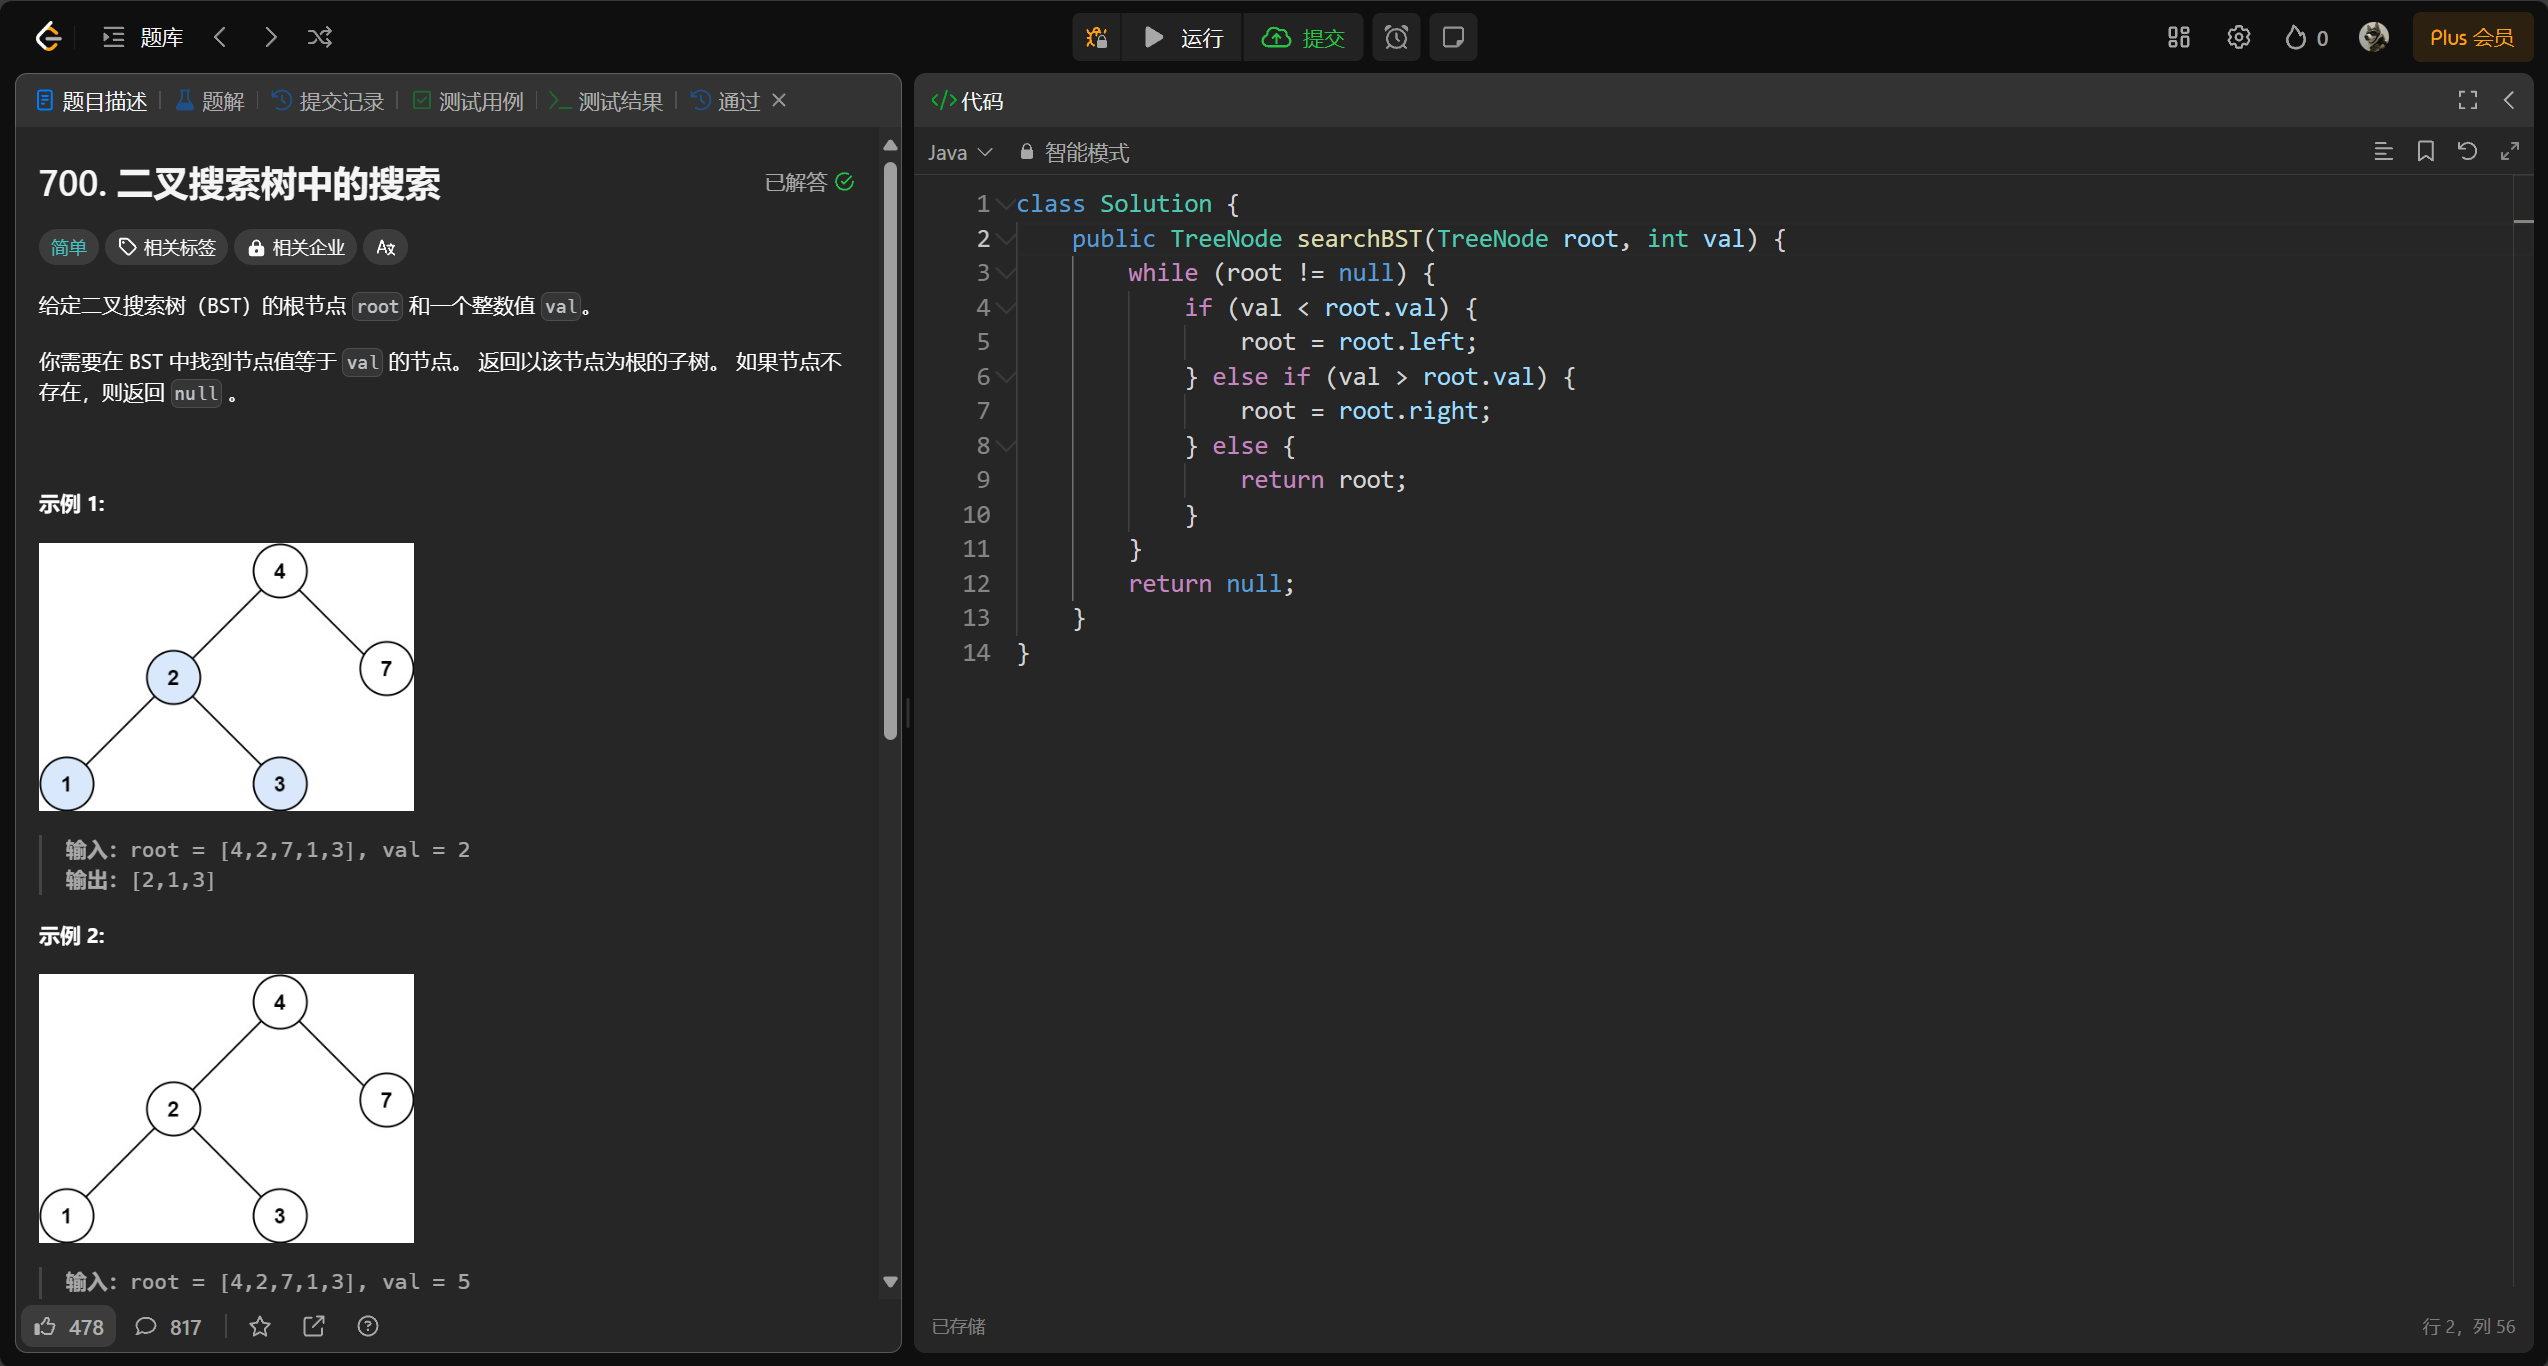 题库
运行
提交
0
Plus 会员
题目描述
题解
提交记录
测试用例
测试结果
通过
700. 二叉搜索树中的搜索
已解答
简单
相关标签
相关企业
给定二叉搜索树（BST）的根节点 root 和一个整数值 val。
你需要在 BST 中找到节点值等于 val 的节点。 返回以该节点为根的子树。 如果节点不
存在，则返回 null 。
示例 1:
4
2
7
1
3
输入：root = [4,2,7,1,3], val = 2
输出：[2,1,3]
示例 2:
4
2
7
1
3
输入：root = [4,2,7,1,3], val = 5
478
817
代码
Java
智能模式
1 class Solution {
2     public TreeNode searchBST(TreeNode root, int val) {
3         while (root != null) {
4             if (val < root.val) {
5                 root = root.left;
6             } else if (val > root.val) {
7                 root = root.right;
8             } else {
9                 return root;
10             }
11         }
12         return null;
13     }
14 }
已存储
行 2，列 56